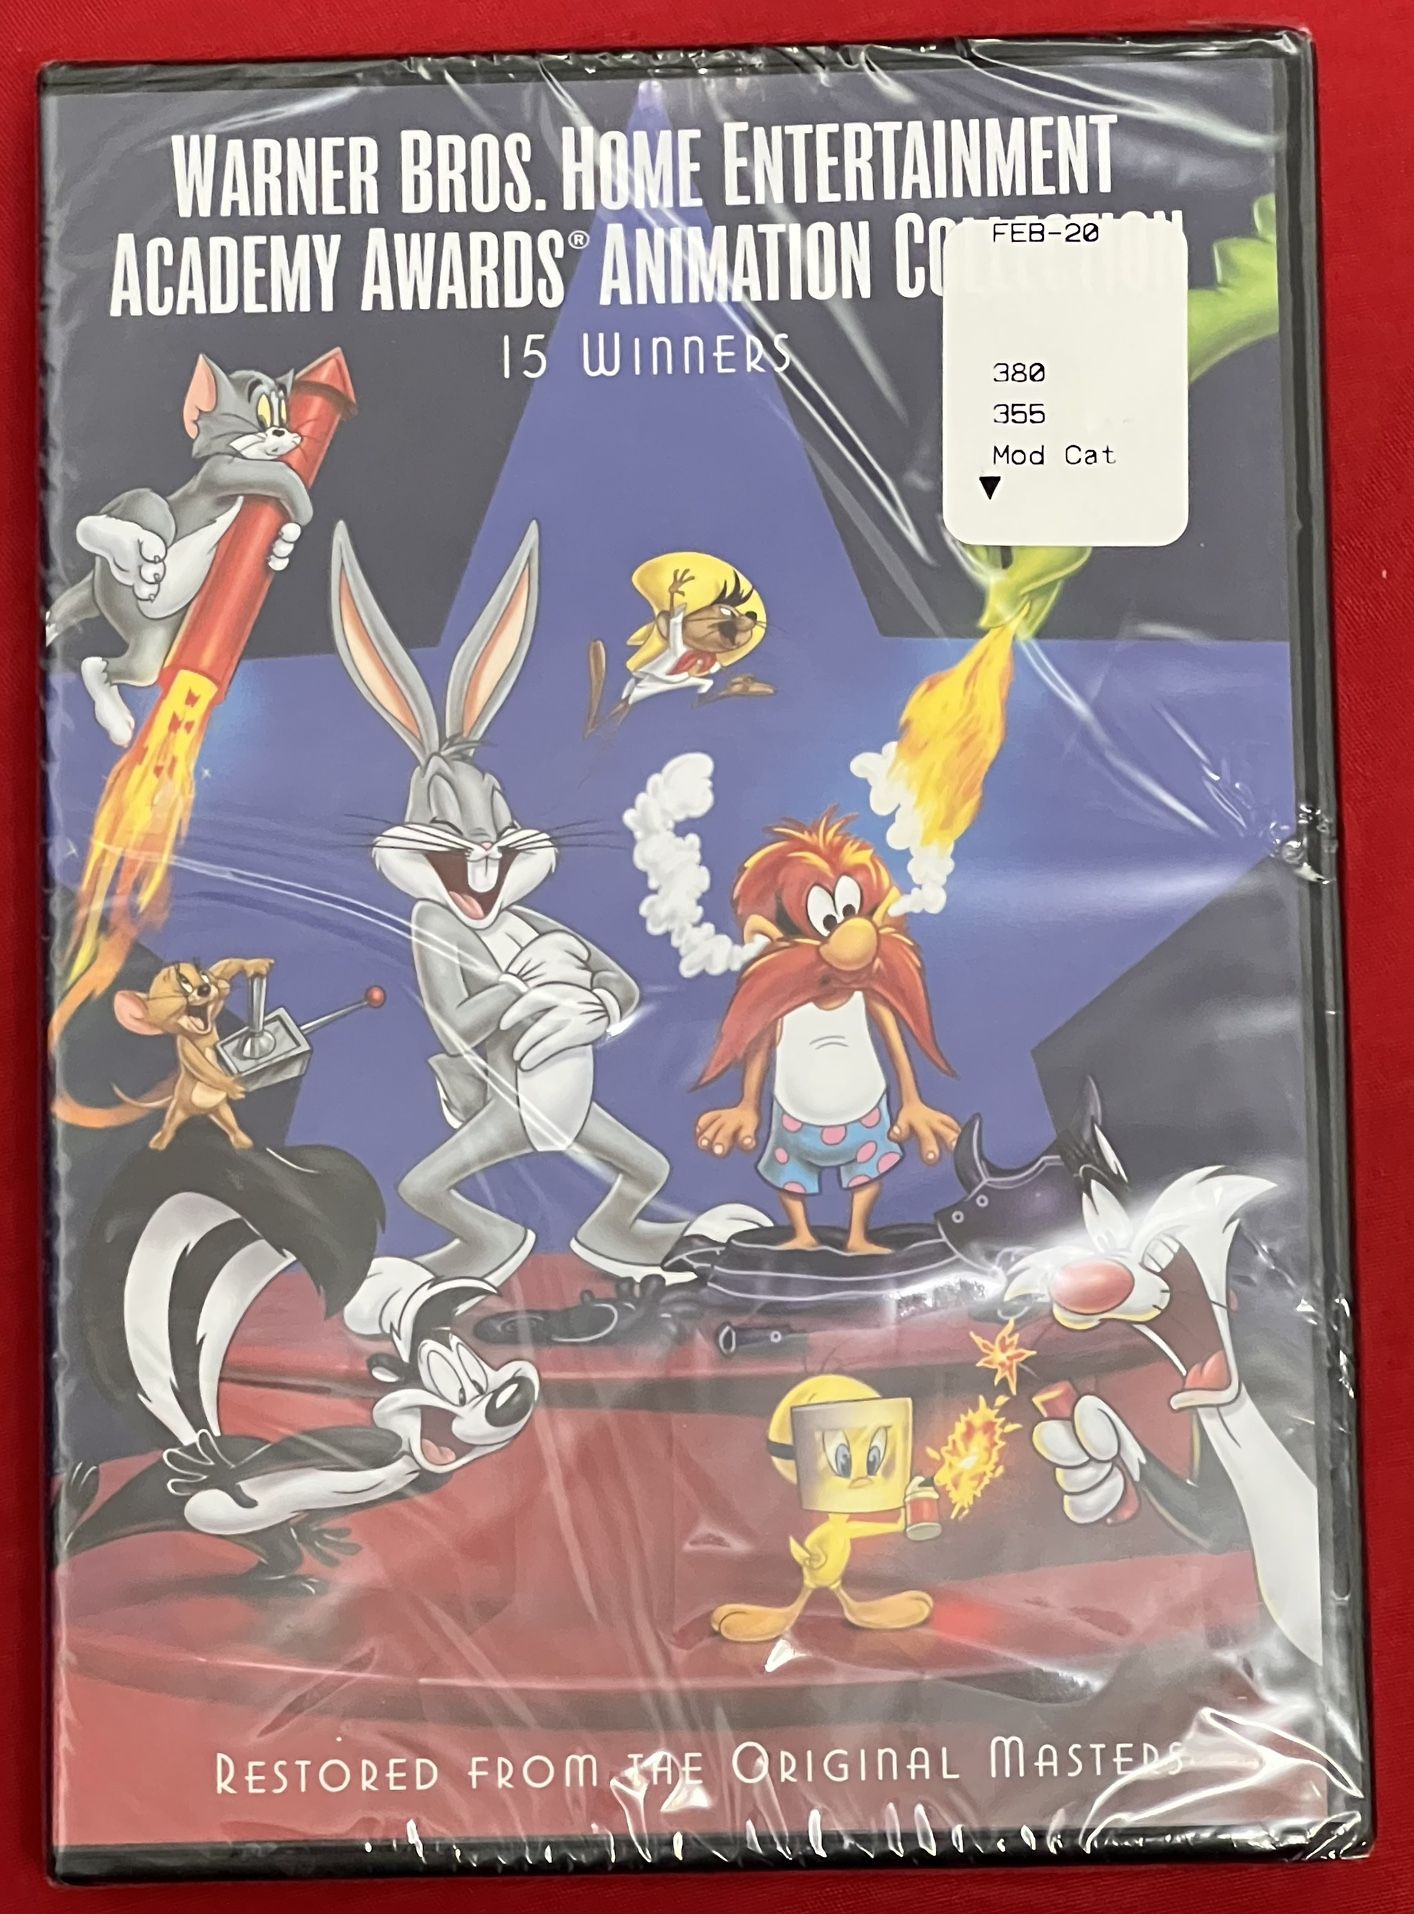 WARNER BROS. HOME ENTERTAINMENT
ACADEMY AWARDS® ANIMATION COLLECTION
15 WINNERS
FEB-20
380
355
Mod Cat
RESTORED FROM THE ORIGINAL MASTERS